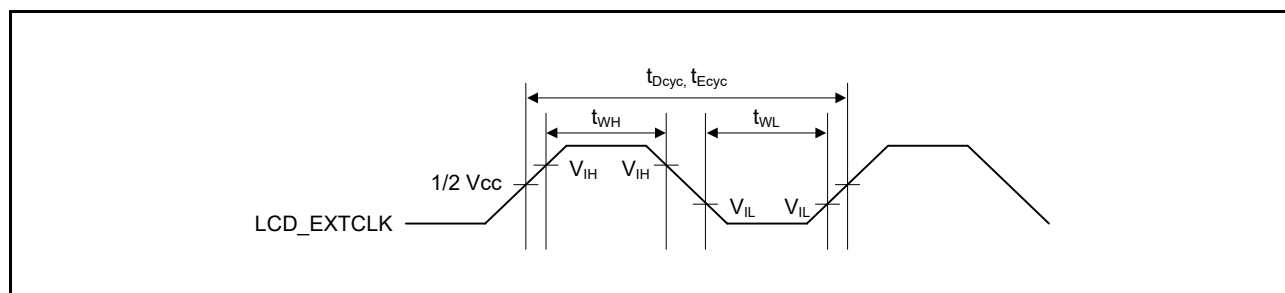 tDcyc, tEcyc
tWH
tWL
VIH
VIH
1/2 Vcc
VIL
VIL
LCD_EXTCLK